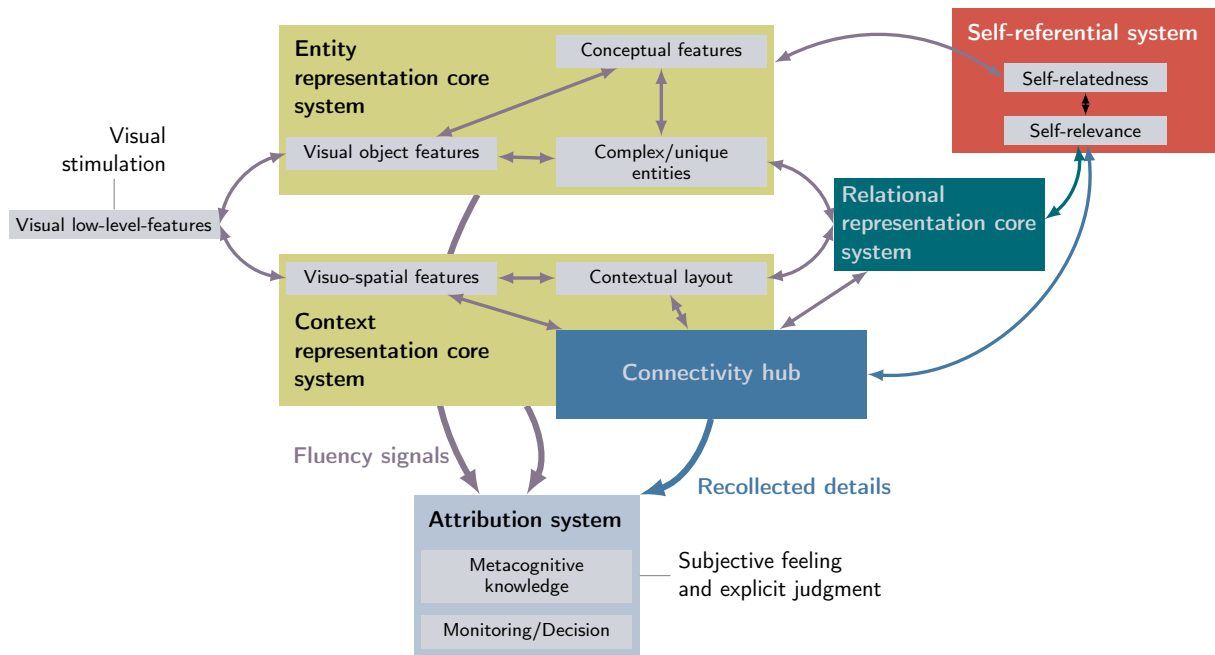 Entity
representation core
system
Conceptual features
Visual object features
Complex/unique
entities
Self-referential system
Self-relatedness
Self-relevance
Visual
stimulation
Visual low-level-features
Relational
representation core
system
Visuo-spatial features
Contextual layout
Context
representation core
system
Connectivity hub
Fluency signals
Recollected details
Attribution system
Metacognitive
knowledge
Monitoring/Decision
Subjective feeling
and explicit judgment